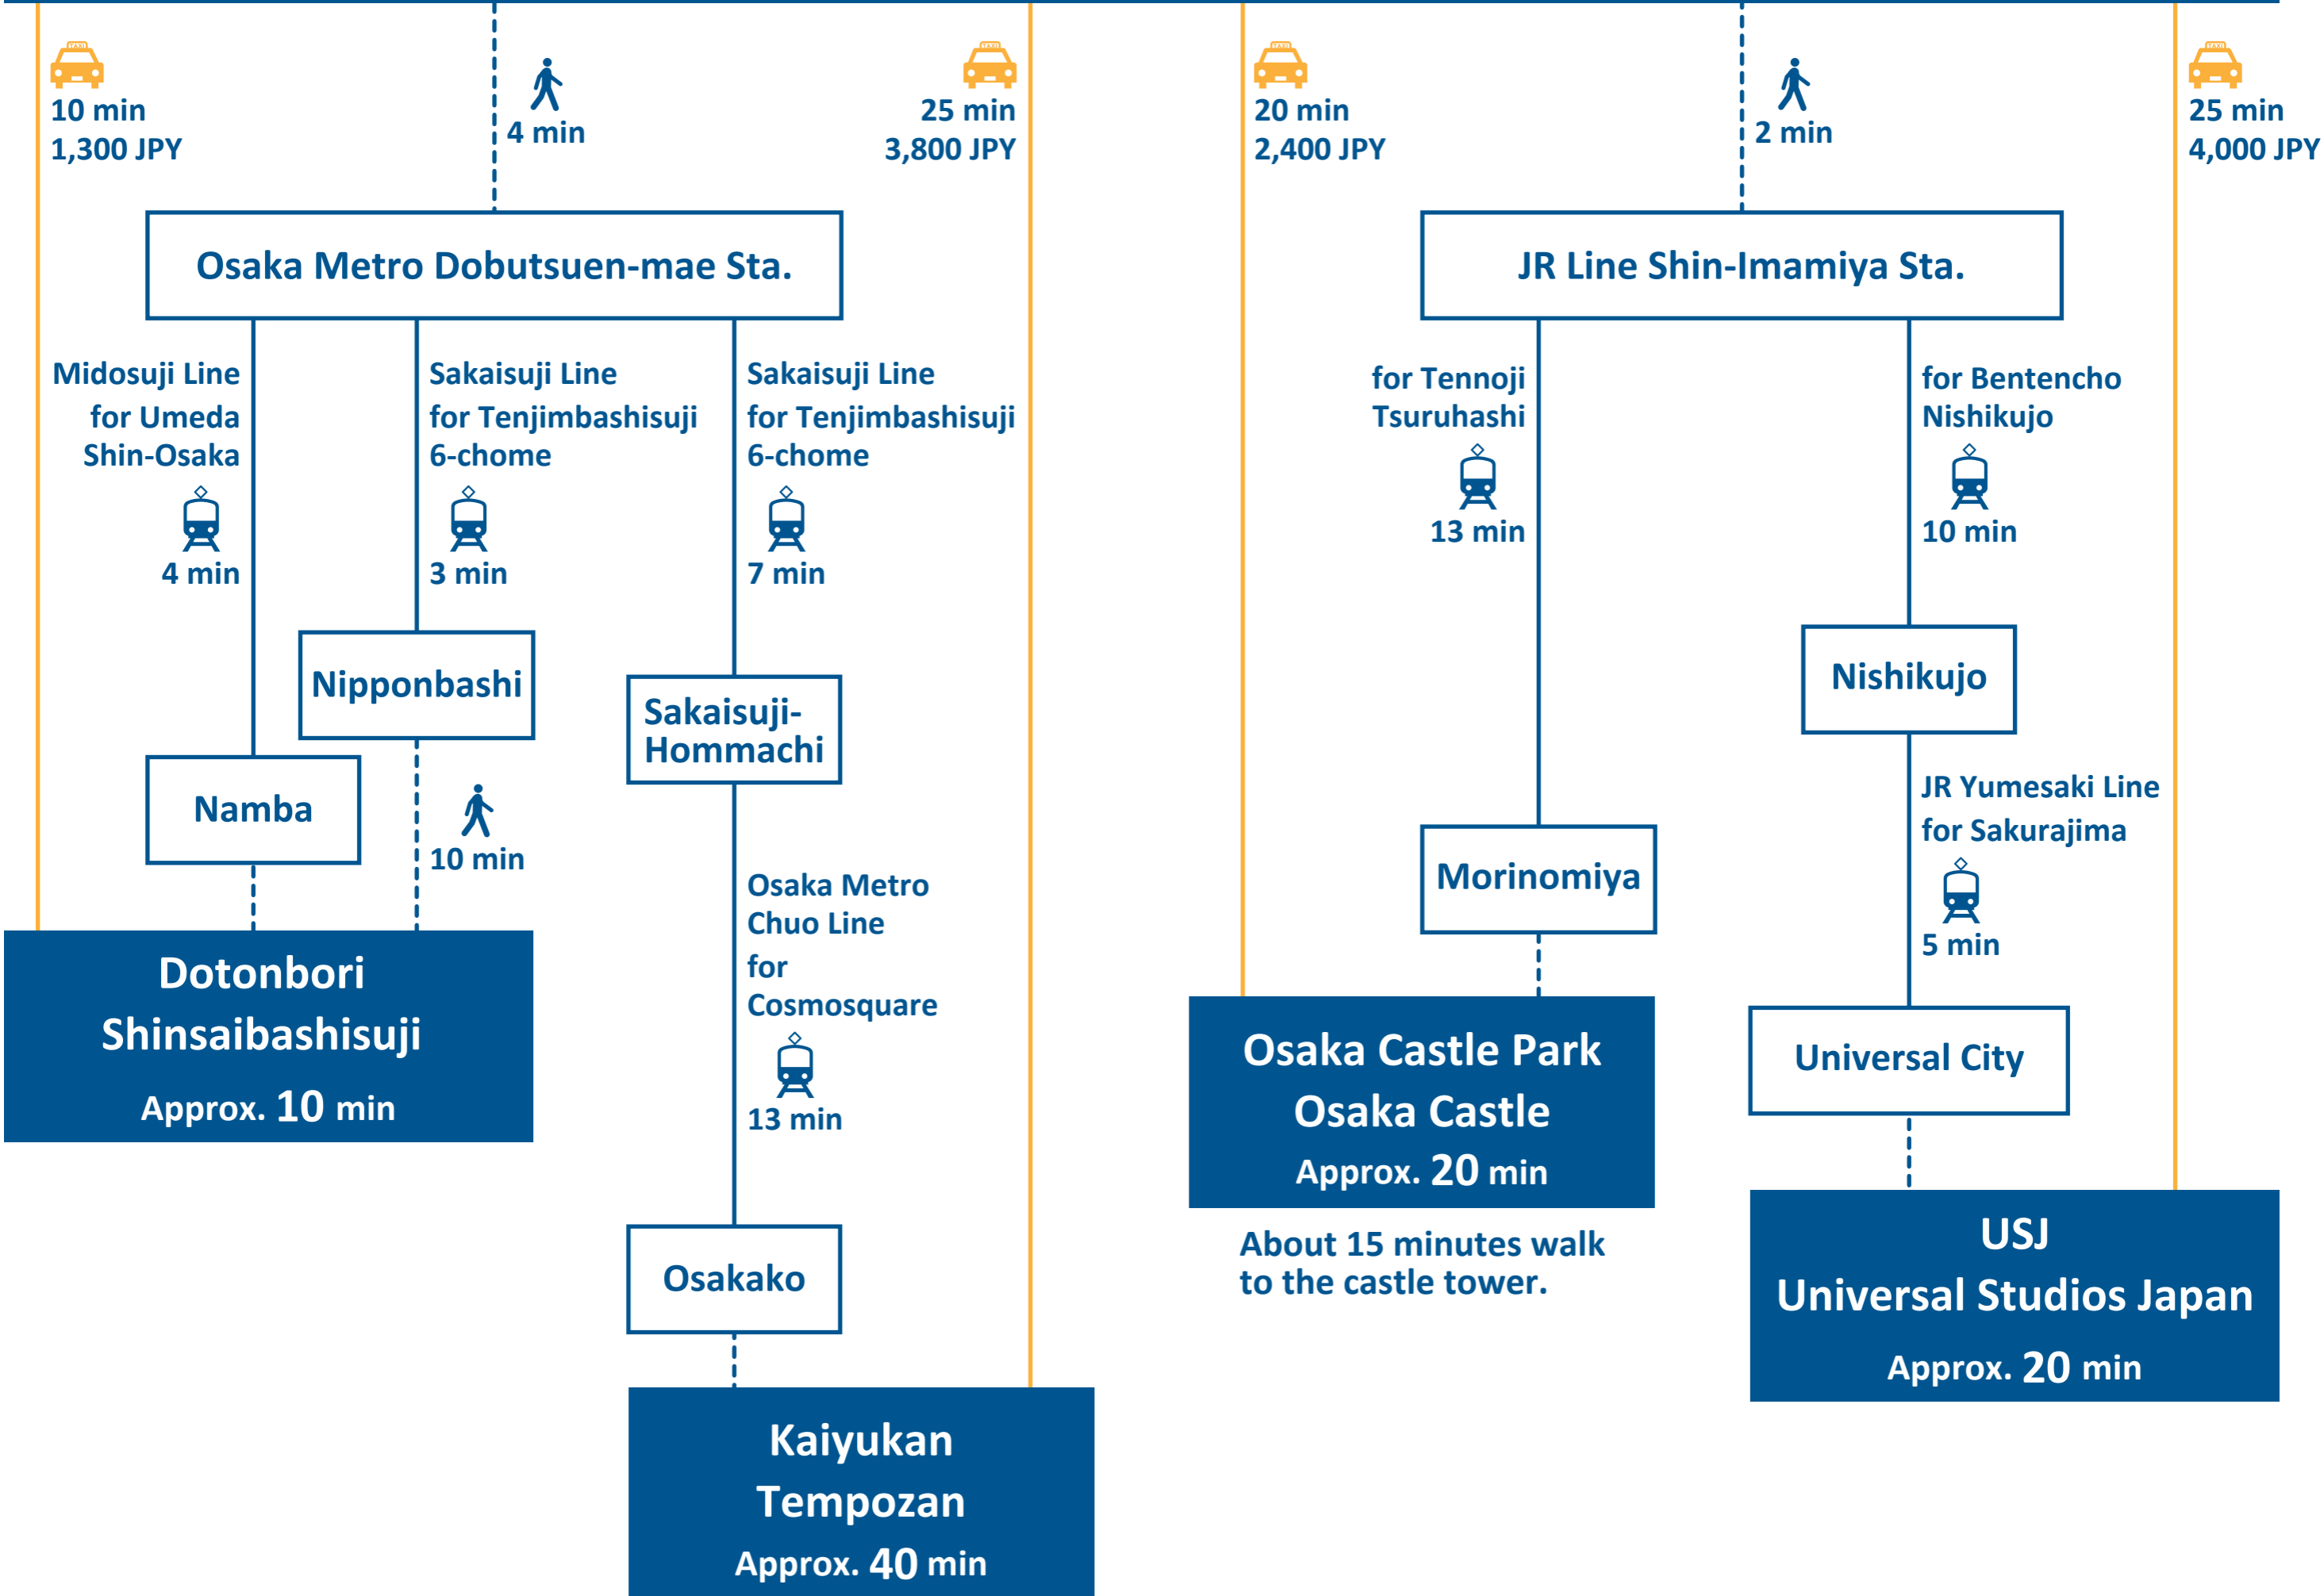 TAXI
10 min
1,300 JPY
4 min
TAXI
25 min
3,800 JPY
TAXI
20 min
2,400 JPY
2 min
TAXI
25 min
4,000 JPY
Osaka Metro Dobutsuen-mae Sta.
JR Line Shin-Imamiya Sta.
Midosuji Line
for Umeda
Shin-Osaka
4 min
Sakaisuji Line
for Tenjimbashisuji
6-chome
3 min
Sakaisuji Line
for Tenjimbashisuji
6-chome
7 min
for Tennoji
Tsuruhashi
13 min
for Bentencho
Nishikujo
10 min
Nipponbashi
Sakaisuji-
Hommachi
Nishikujo
Namba
10 min
Osaka Metro
Chuo Line
for
Cosmosquare
13 min
Morinomiya
JR Yumesaki Line
for Sakurajima
5 min
Dotonbori
Shinsaibashisuji
Approx. 10 min
Osaka Castle Park
Osaka Castle
Approx. 20 min
About 15 minutes walk
to the castle tower.
Universal City
Osakako
USJ
Universal Studios Japan
Approx. 20 min
Kaiyukan
Tempozan
Approx. 40 min